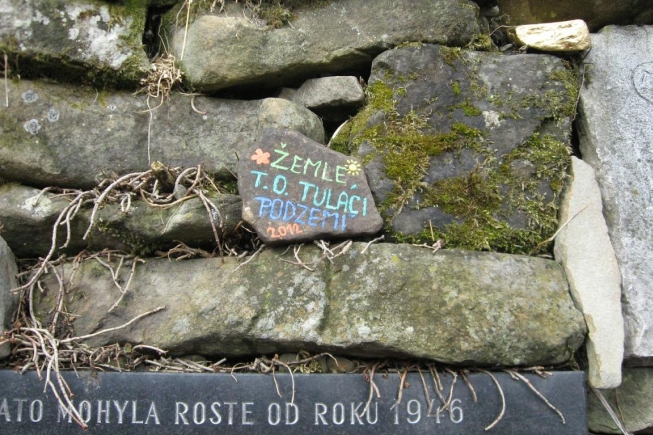 ŽEMLE
T.O. TULÁCI
PODZEMÍ
2012
ATO MOHYLA ROSTE OD ROKU 1946